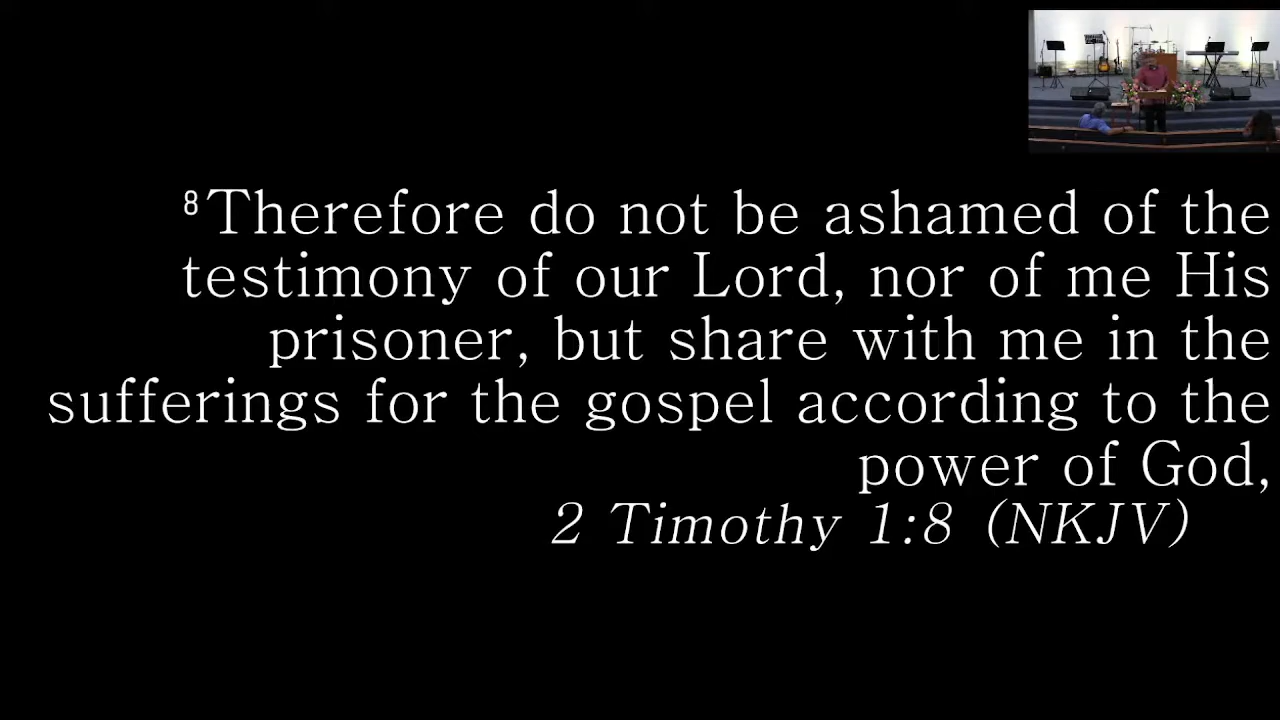 8Therefore do not be ashamed of the
testimony of our Lord, nor of me His
prisoner, but share with me in the
sufferings for the gospel according to the
power of God,
2 Timothy 1:8 (NKJV)